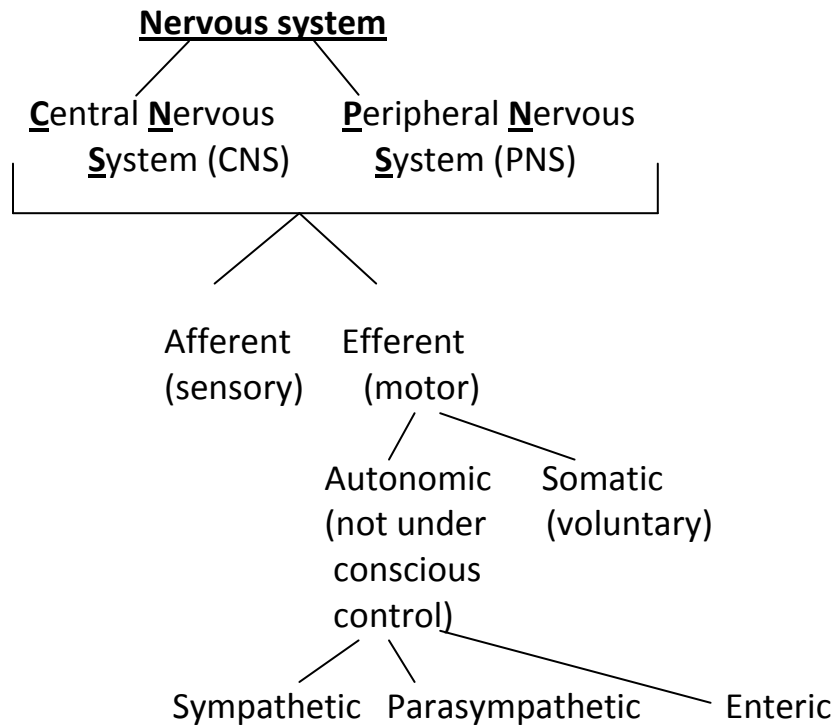 Nervous system
Central Nervous
System (CNS)
Peripheral Nervous
System (PNS)
Afferent
(sensory)
Efferent
(motor)
Autonomic
(not under
conscious
control)
Somatic
(voluntary)
Sympathetic
Parasympathetic
Enteric